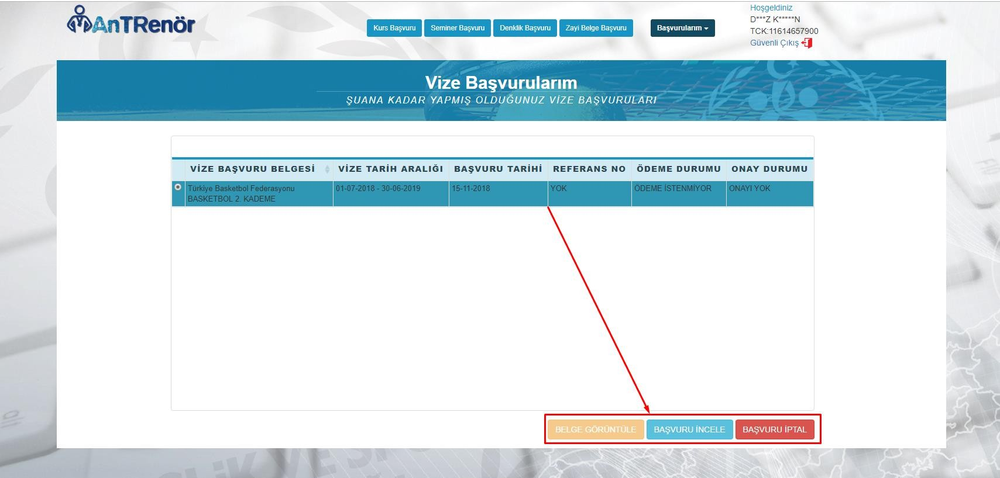 AnTRenör
Kurs Başvuru
Seminer Başvuru
Denklik Başvuru
Zayi Belge Başvuru
Başvurularım
Hoşgeldiniz
D***Z K*****N
TCK:11614657900
Güvenli Çıkış
Vize Başvurularım
ŞUANA KADAR YAPMIŞ OLDUĞUNUZ VİZE BAŞVURULARI
VİZE BAŞVURU BELGESİ
VİZE TARİH ARALIĞI
BAŞVURU TARİHİ
REFERANS NO
ÖDEME DURUMU
ONAY DURUMU
Türkiye Basketbol Federasyonu
BASKETBOL 2. KADEME
01-07-2018 - 30-06-2019
15-11-2018
YOK
ÖDEME İSTENMİYOR
ONAYI YOK
BELGE GÖRÜNTÜLE
BAŞVURU İNCELE
BAŞVURU İPTAL